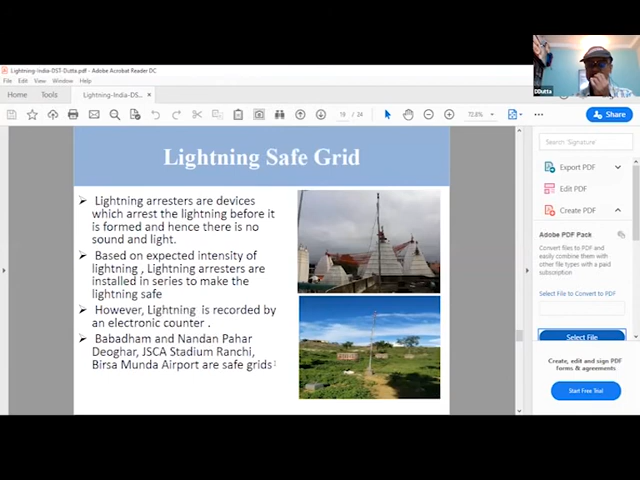 Lightning-India-DST-Dutta.pdf - Adobe Acrobat Reader DC
File Edit View Window Help
Home Tools Lightning-India-DS... ×
19 / 24 72.8% Share
Lightning Safe Grid
Lightning arresters are devices
which arrest the lightning before it
is formed and hence there is no
sound and light.
Based on expected intensity of
lightning , Lightning arresters are
installed in series to make the
lightning safe
However, Lightning is recorded by
an electronic counter .
Babadham and Nandan Pahar
Deoghar, JSCA Stadium Ranchi,
Birsa Munda Airport are safe grids
Search 'Signature'
Export PDF
Edit PDF
Create PDF
Adobe PDF Pack
Convert files to PDF and
easily combine them with
other file types with a paid
subscription
Select File to Convert to PDF
Select File
Create, edit and sign PDF
forms & agreements
Start Free Trial
DDutta